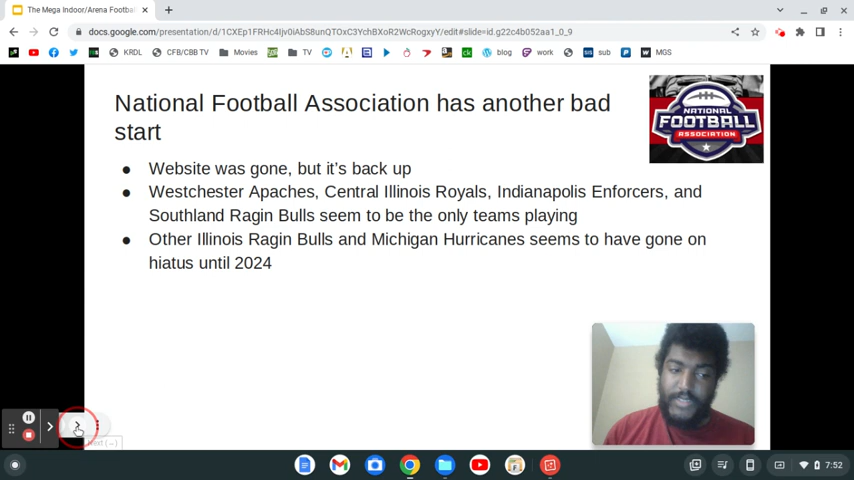 The Mega Indoor/Arena Footba
docs.google.com/presentation/d/1CXEp1FRHc4Ijv0iAbS8unQTOxC3YchBXoR2WcRogxyY/edit#slide=id.g22c4b052aa1_0_9
KRDL CFB/CBB TV Movies TV blog work sub MGS
National Football Association has another bad
start
NATIONAL
FOOTBALL
ASSOCIATION
● Website was gone, but it's back up
● Westchester Apaches, Central Illinois Royals, Indianapolis Enforcers, and
Southland Ragin Bulls seem to be the only teams playing
● Other Illinois Ragin Bulls and Michigan Hurricanes seems to have gone on
hiatus until 2024
7:52